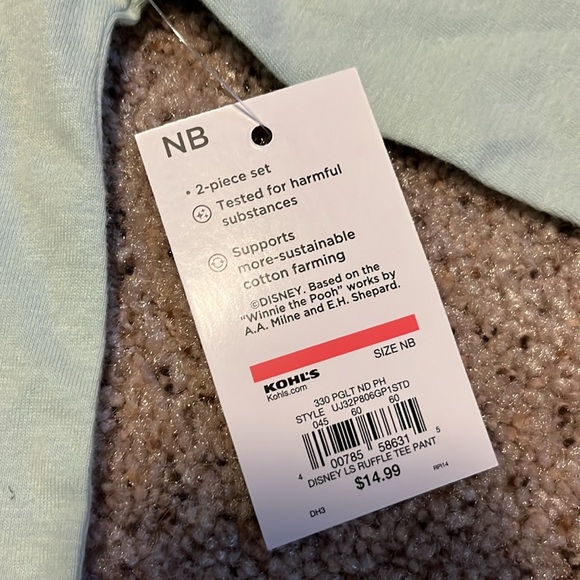 NB
• 2-piece set
Tested for harmful
substances
Supports
more-sustainable
cotton farming
©DISNEY. Based on the
"Winnie the Pooh" works by
A.A. Milne and E.H. Shepard.
SIZE NB
KOHL'S
Kohls.com
330 PGLT ND PH
STYLE UJ32P806GP1STD
045 60 60
4 00785 58631 5
DISNEY LS RUFFLE TEE PANT
$14.99
DH3 RPI14